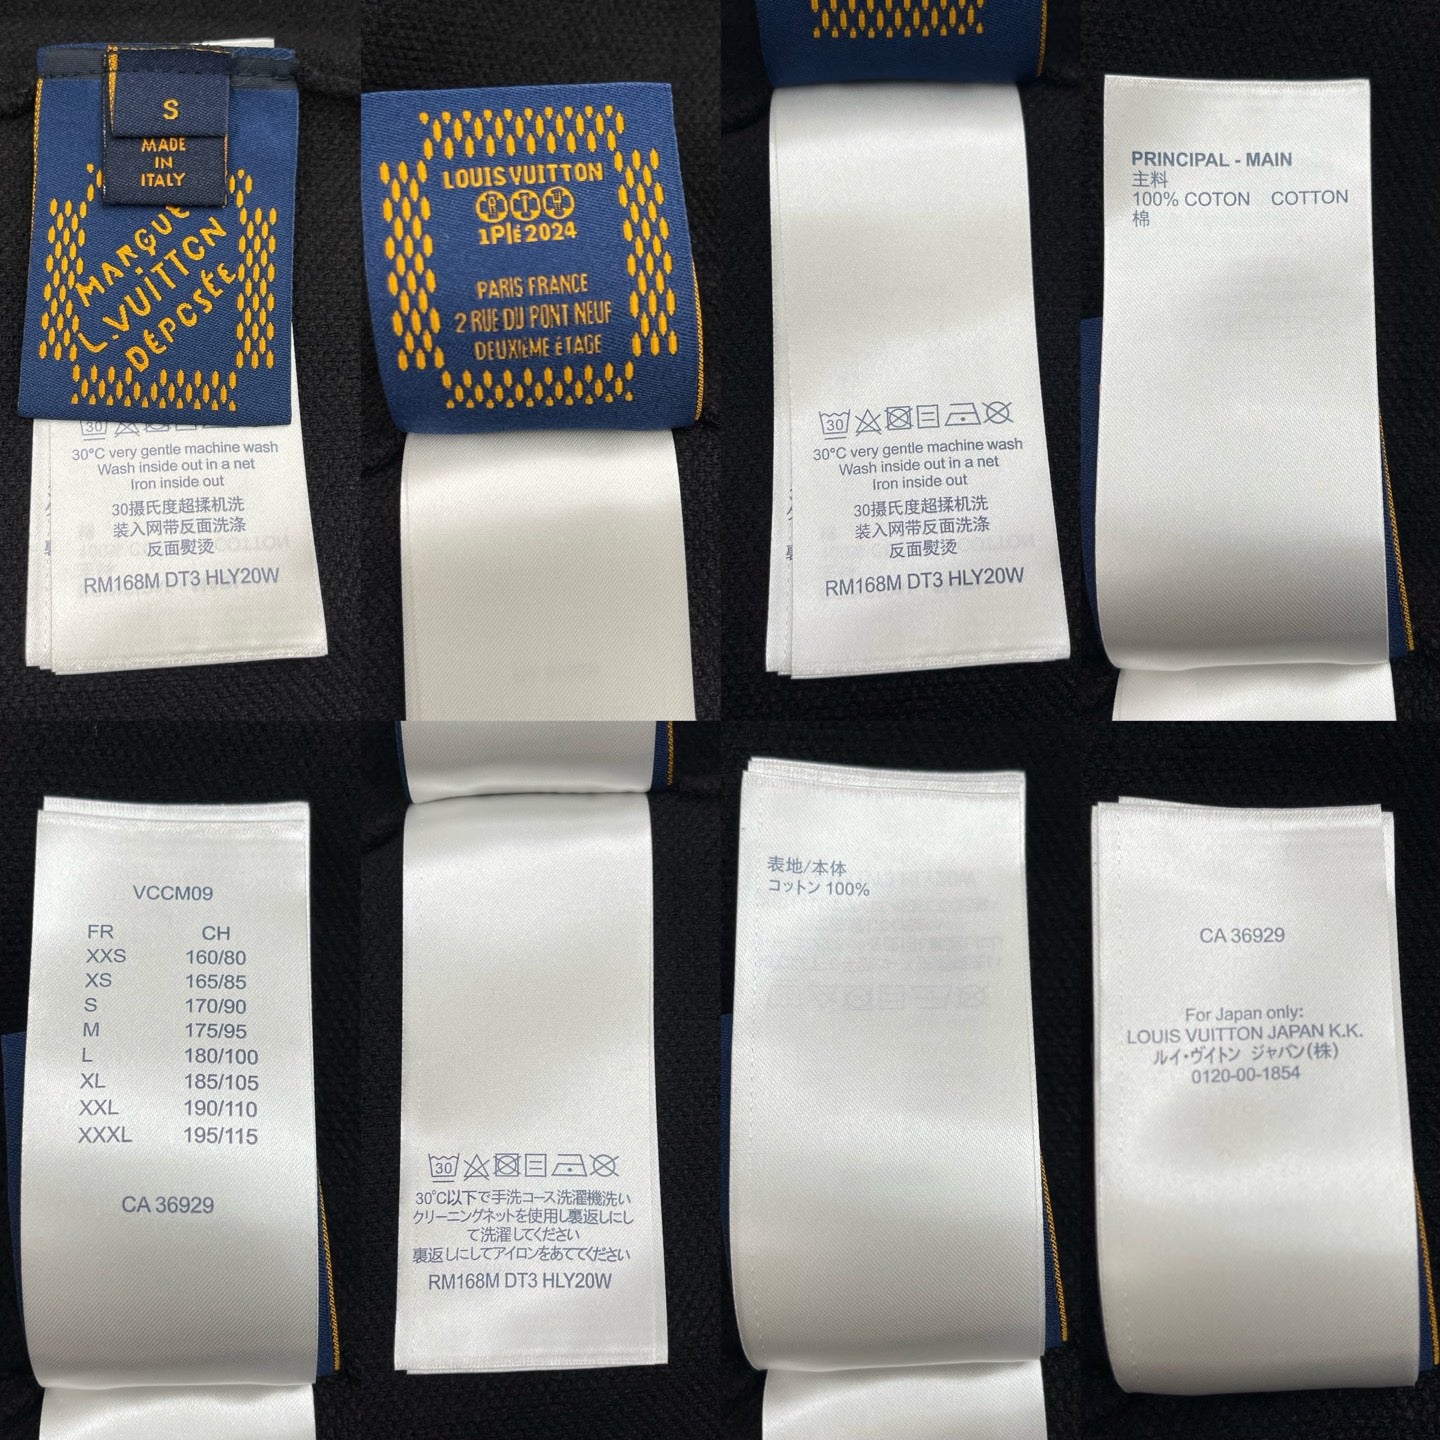 S
MADE
IN
ITALY
MARQUE
L.VUITTON
DÉPOSÉE
30
30°C very gentle machine wash
Wash inside out in a net
Iron inside out
30摄氏度超揉机洗
装入网带反面洗涤
反面熨烫
RM168M DT3 HLY20W
LOUIS VUITTON
R T H
1Plé2024
PARIS FRANCE
2 RUE DU PONT NEUF
DEUXIÈME ÉTAGE
30
30°C very gentle machine wash
Wash inside out in a net
Iron inside out
30摄氏度超揉机洗
装入网带反面洗涤
反面熨烫
RM168M DT3 HLY20W
PRINCIPAL - MAIN
主料
100% COTON COTTON
棉
VCCM09
FR CH
XXS 160/80
XS 165/85
S 170/90
M 175/95
L 180/100
XL 185/105
XXL 190/110
XXXL 195/115
CA 36929
30
30°C以下で手洗コース洗濯機洗い
クリーニングネットを使用し裏返しにし
て洗濯してください
裏返しにしてアイロンをあててください
RM168M DT3 HLY20W
表地/本体
コットン 100%
CA 36929
For Japan only:
LOUIS VUITTON JAPAN K.K.
ルイ・ヴイトン ジャパン(株)
0120-00-1854